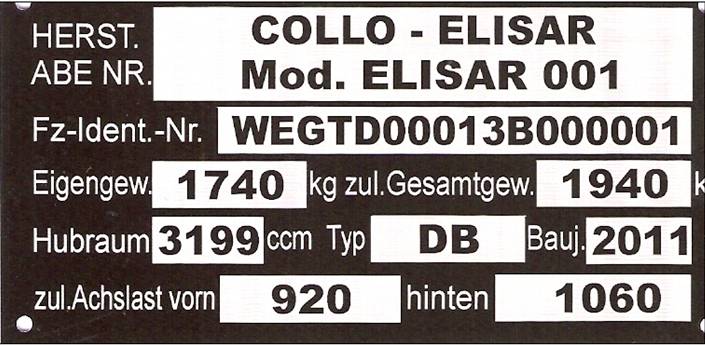 HERST. COLLO - ELISAR
ABE NR. Mod. ELISAR 001
Fz-Ident.-Nr. WEGTD00013B000001
Eigengew. 1740 kg zul.Gesamtgew. 1940 k
Hubraum 3199 ccm Typ DB Bauj. 2011
zul.Achslast vorn 920 hinten 1060